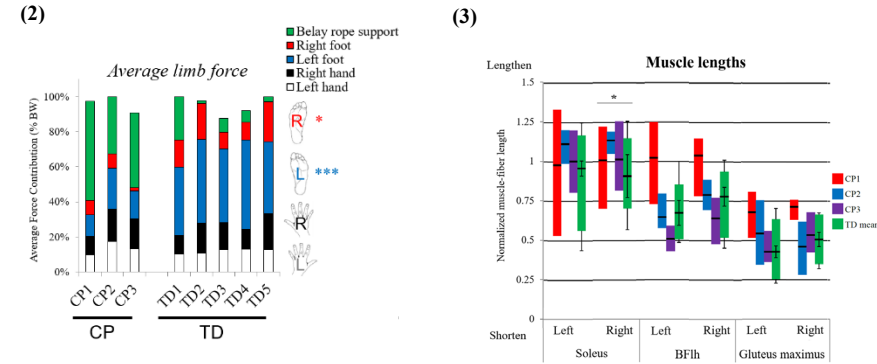 (2)
Average limb force
Belay rope support
Right foot
Left foot
Right hand
Left hand
Average Force Contribution (% BW)
100%
80%
60%
40%
20%
0%
CP1
CP2
CP3
TD1
TD2
TD3
TD4
TD5
CP
TD
R
*
L
***
R
L
(3)
Muscle lengths
Lengthen
Normalized muscle-fiber length
1.5
1.25
1
0.75
0.5
0.25
0
*
CP1
CP2
CP3
TD mean
Shorten
Left Right Left Right Left Right
Soleus BFlh Gluteus maximus